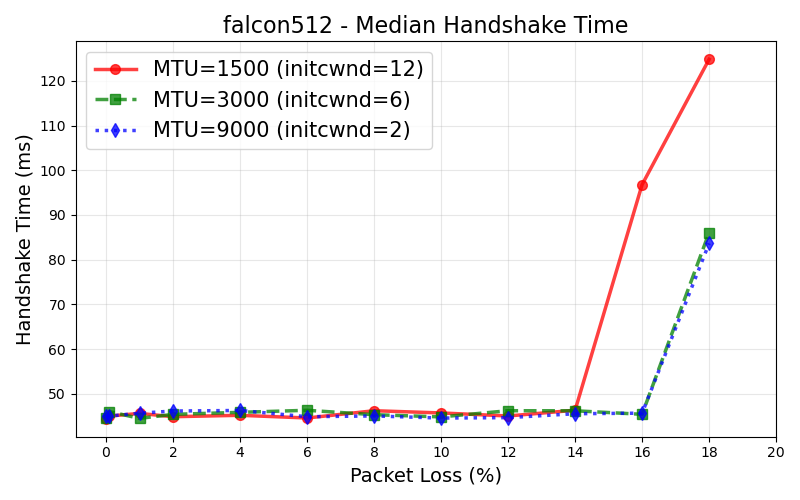 falcon512 - Median Handshake Time
MTU=1500 (initcwnd=12)
MTU=3000 (initcwnd=6)
MTU=9000 (initcwnd=2)
Handshake Time (ms)
120
110
100
90
80
70
60
50
0 2 4 6 8 10 12 14 16 18 20
Packet Loss (%)